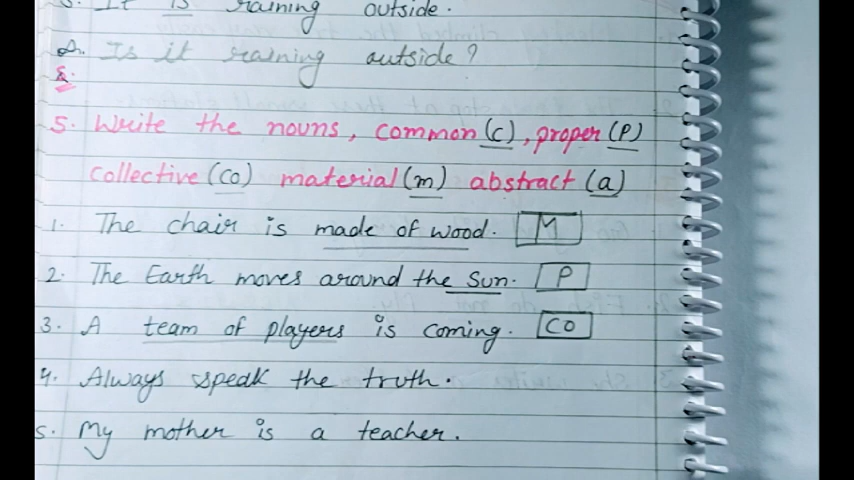 5. It is raining outside.
A. Is it raining outside?
Q.
5. Write the nouns, common (c), proper (P)
collective (co) material (m) abstract (a)
1. The chair is made of wood. M
2. The Earth moves around the Sun. P
3. A team of players is coming. CO
4. Always speak the truth.
5. My mother is a teacher.